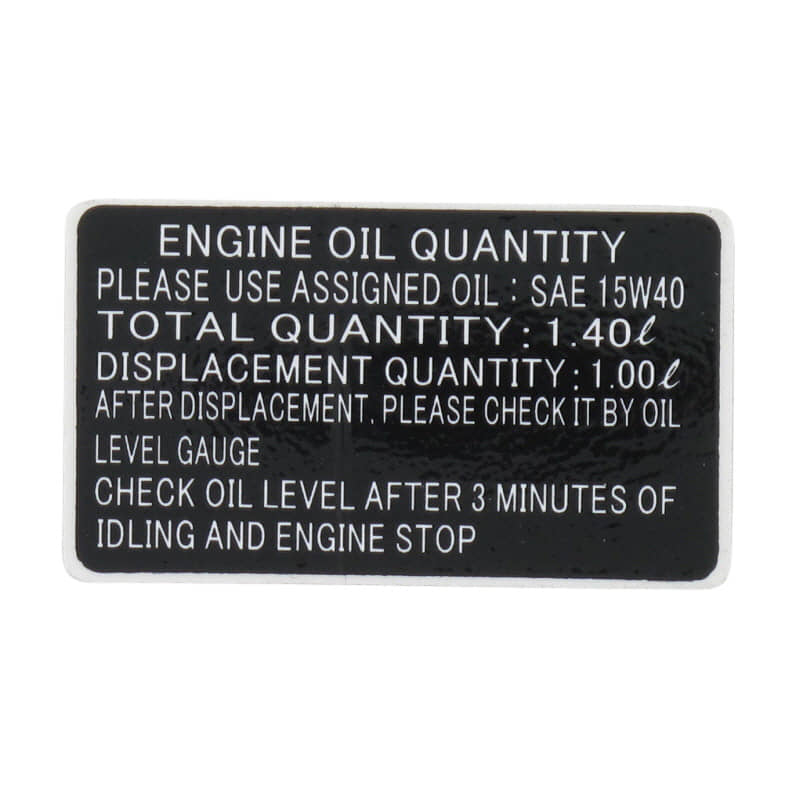 ENGINE OIL QUANTITY
PLEASE USE ASSIGNED OIL : SAE 15W40
TOTAL QUANTITY : 1.40ℓ
DISPLACEMENT QUANTITY : 1.00ℓ
AFTER DISPLACEMENT, PLEASE CHECK IT BY OIL
LEVEL GAUGE
CHECK OIL LEVEL AFTER 3 MINUTES OF
IDLING AND ENGINE STOP